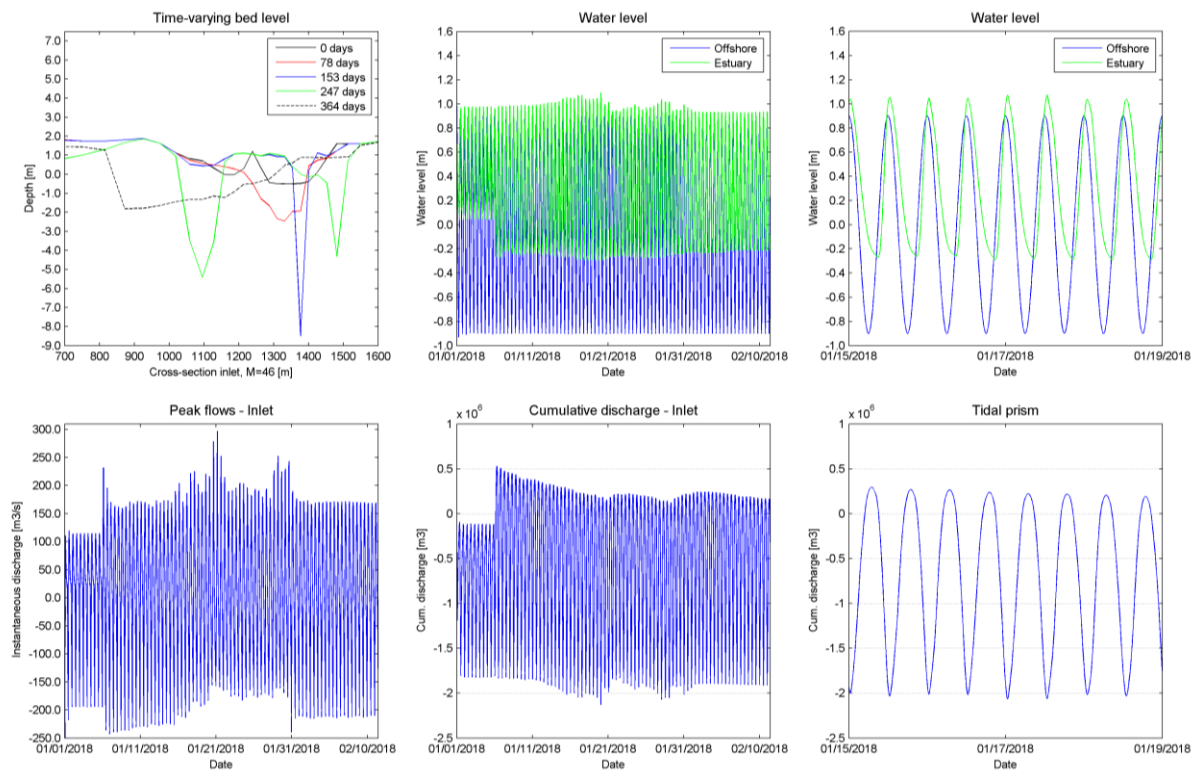 Time-varying bed level
7.5
7.0
6.0
5.0
4.0
3.0
2.0
1.0
0.0
-1.0
-2.0
-3.0
-4.0
-5.0
-6.0
-7.0
-8.0
-9.0
Depth [m]
0 days
78 days
153 days
247 days
364 days
700 800 900 1000 1100 1200 1300 1400 1500 1600
Cross-section inlet, M=46 [m]
Water level
1.6
1.4
1.2
1.0
0.8
0.6
0.4
0.2
0.0
-0.2
-0.4
-0.6
-0.8
-1.0
Water level [m]
Offshore
Estuary
01/01/2018 01/11/2018 01/21/2018 01/31/2018 02/10/2018
Date
Water level
1.6
1.4
1.2
1.0
0.8
0.6
0.4
0.2
0.0
-0.2
-0.4
-0.6
-0.8
-1.0
Water level [m]
Offshore
Estuary
01/15/2018 01/17/2018 01/19/2018
Date
Peak flows - Inlet
300.0
250.0
200.0
150.0
100.0
50.0
0.0
-50.0
-100.0
-150.0
-200.0
-250.0
Instantaneous discharge [m3/s]
01/01/2018 01/11/2018 01/21/2018 01/31/2018 02/10/2018
Date
Cumulative discharge - Inlet
x 10⁶
1
0.5
0
-0.5
-1
-1.5
-2
-2.5
Cum. discharge [m3]
01/01/2018 01/11/2018 01/21/2018 01/31/2018 02/10/2018
Date
Tidal prism
x 10⁶
1
0.5
0
-0.5
-1
-1.5
-2
-2.5
Cum. discharge [m3]
01/15/2018 01/17/2018 01/19/2018
Date